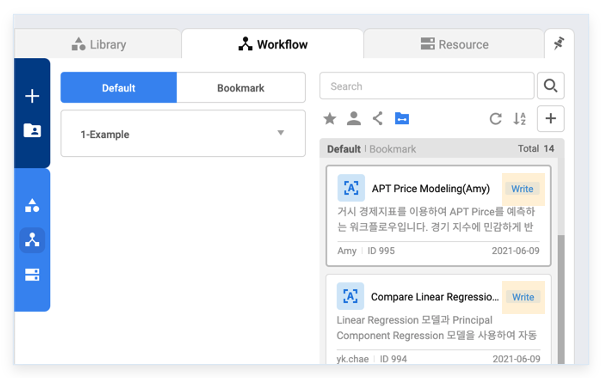 Library
Workflow
Resource
Default
Bookmark
1-Example
Search
Default | Bookmark
Total 14
A
APT Price Modeling(Amy)
Write
거시 경제지표를 이용하여 APT Pirce를 예측하
는 워크플로우입니다. 경기 지수에 민감하게 반
Amy | ID 995
2021-06-09
A
Compare Linear Regressio...
Write
Linear Regression 모델과 Principal
Component Regression 모델을 사용하여 자동
yk.chae | ID 994
2021-06-09